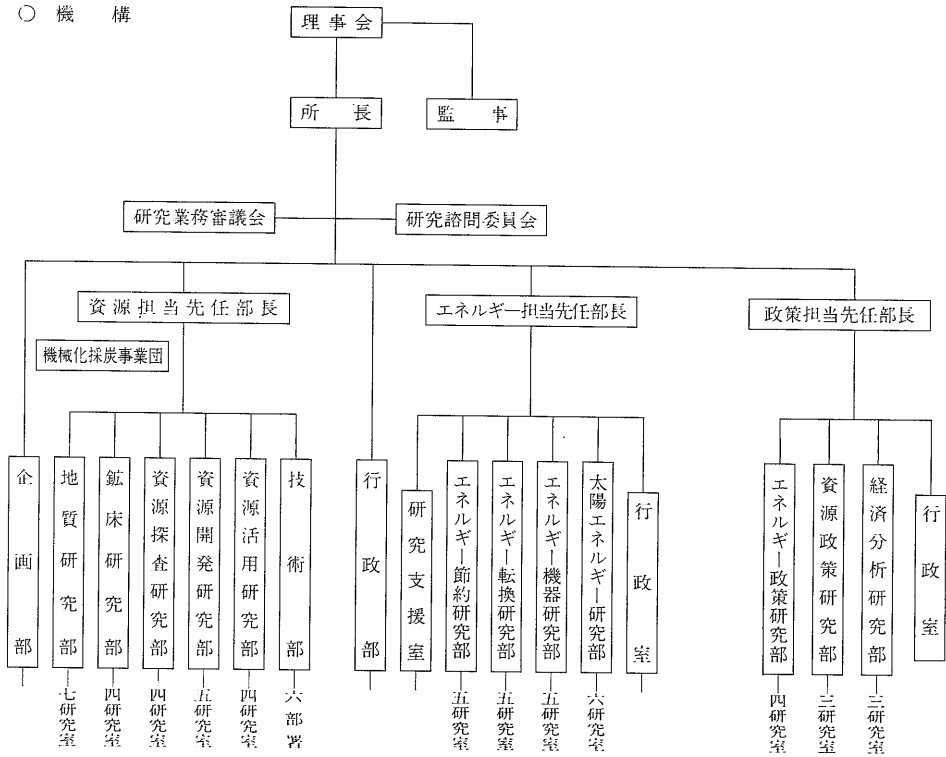 ○ 機構
理事会
所長
監事
研究業務審議会
研究諮問委員会
資源担当先任部長
エネルギー担当先任部長
政策担当先任部長
機械化採炭事業団
企画部
地質研究部
鉱床研究部
資源探査研究部
資源開発研究部
資源活用研究部
技術部
行政部
研究支援室
エネルギー節約研究部
エネルギー転換研究部
エネルギー機器研究部
太陽エネルギー研究部
行政室
エネルギー政策研究部
資源政策研究部
経済分析研究部
行政室
七研究室
四研究室
四研究室
五研究室
四研究室
六部署
五研究室
五研究室
五研究室
六研究室
四研究室
三研究室
三研究室